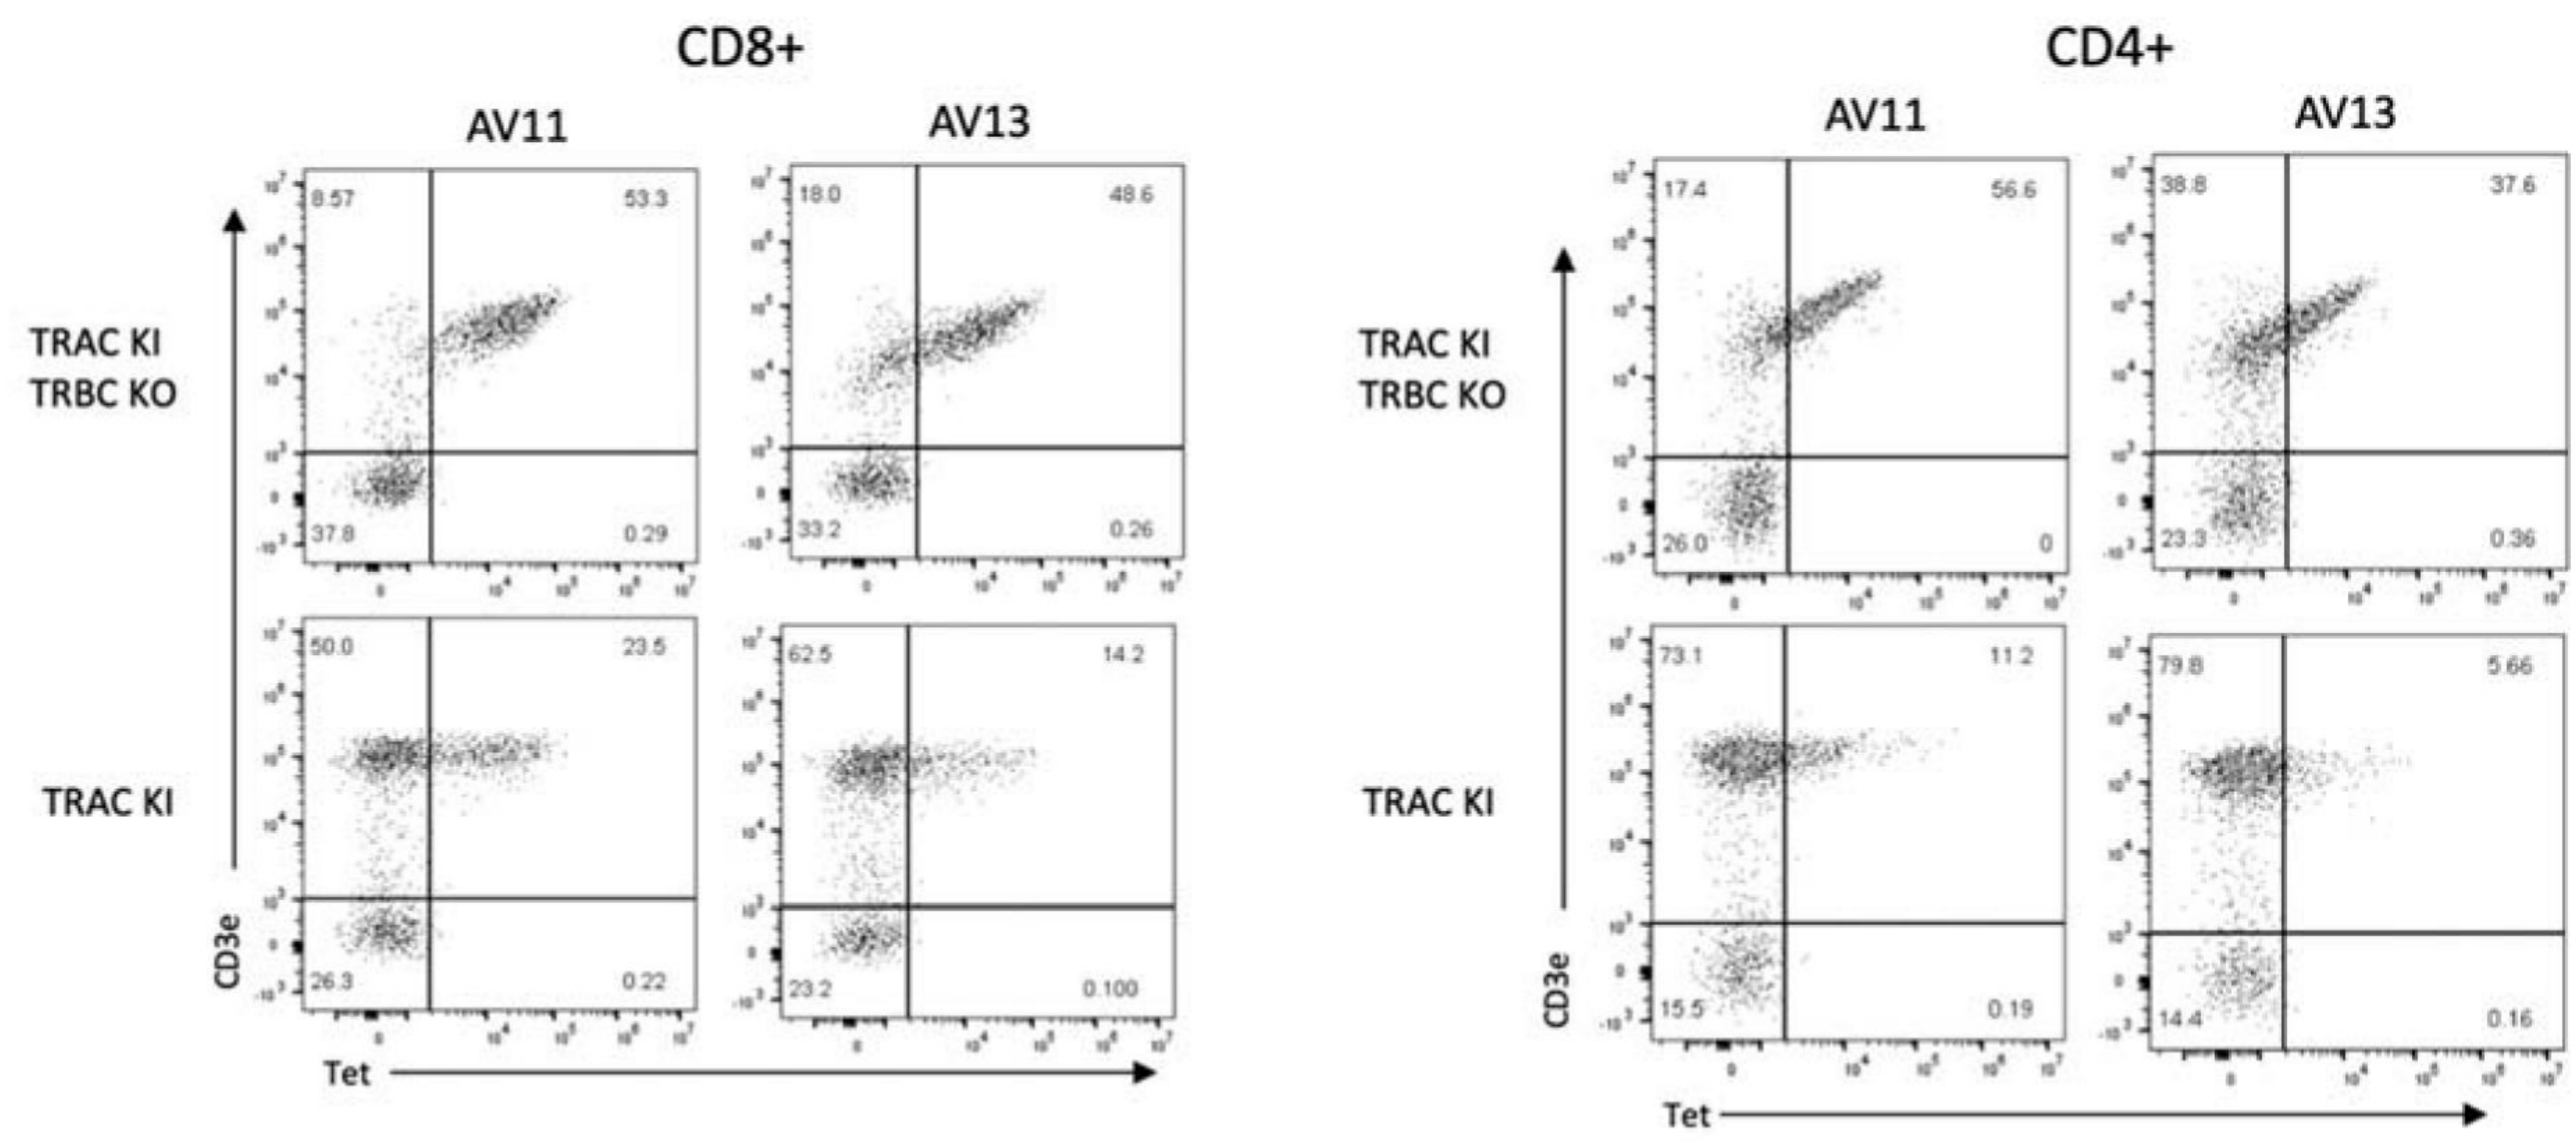 CD8+
CD4+
AV11
AV13
AV11
AV13
TRAC KI
TRBC KO
8.57
53.3
37.8
0.29
18.0
48.6
33.2
0.26
TRAC KI
TRBC KO
17.4
56.6
26.0
0
38.8
37.6
23.3
0.36
TRAC KI
50.0
23.5
26.3
0.22
62.5
14.2
23.2
0.100
TRAC KI
73.1
11.2
15.5
0.19
79.8
5.66
14.4
0.16
CD3e
Tet
CD3e
Tet